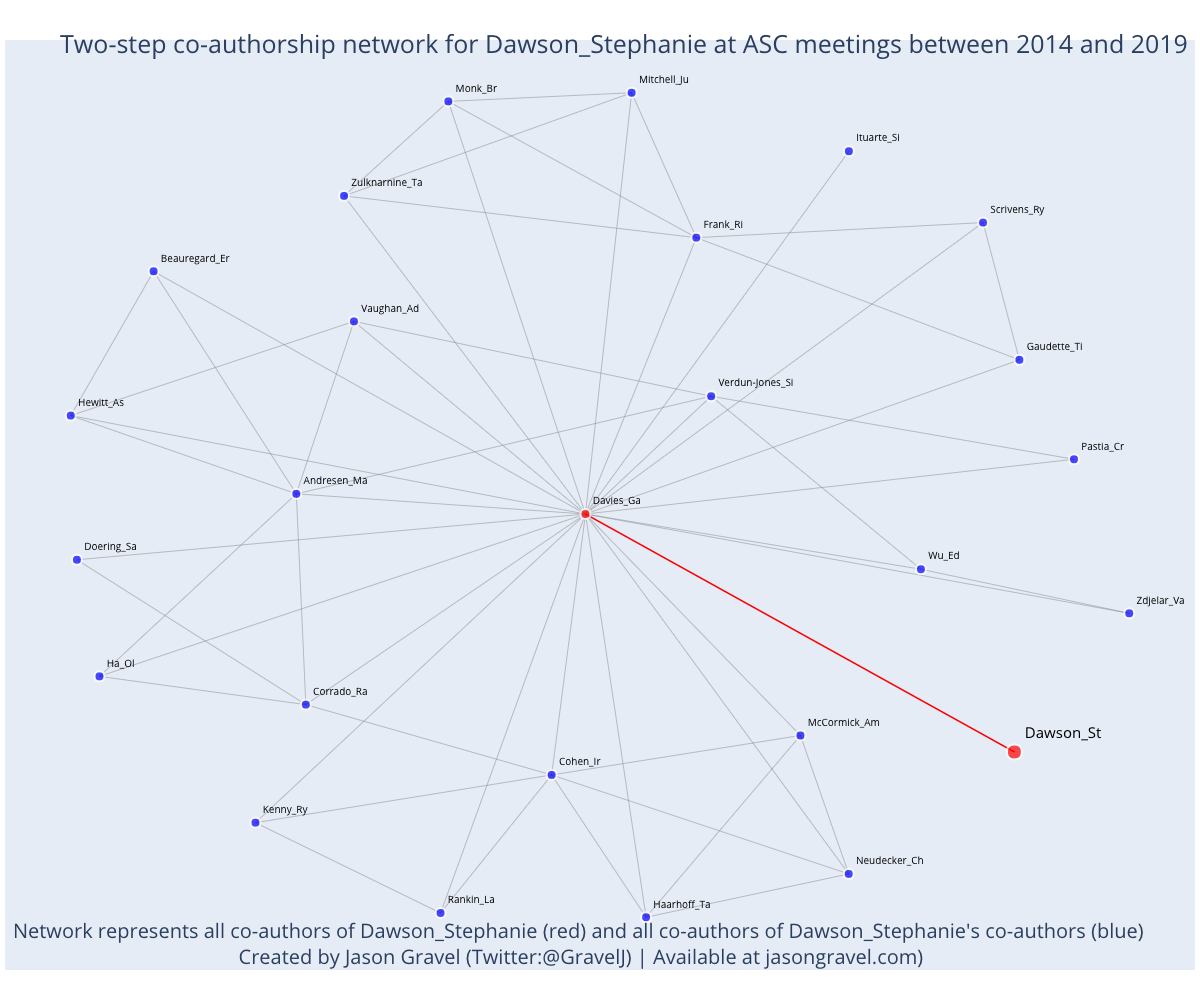 Two-step co-authorship network for Dawson_Stephanie at ASC meetings between 2014 and 2019
Mitchell_Ju
Monk_Br
Ituarte_Si
Zulknarnine_Ta
Scrivens_Ry
Frank_Ri
Beauregard_Er
Vaughan_Ad
Gaudette_Ti
Verdun-Jones_Si
Hewitt_As
Pastia_Cr
Andresen_Ma
Davies_Ga
Doering_Sa
Wu_Ed
Zdjelar_Va
Ha_Ol
Corrado_Ra
McCormick_Am
Dawson_St
Cohen_Ir
Kenny_Ry
Neudecker_Ch
Rankin_La
Haarhoff_Ta
Network represents all co-authors of Dawson_Stephanie (red) and all co-authors of Dawson_Stephanie's co-authors (blue)
Created by Jason Gravel (Twitter:@GravelJ) | Available at jasongravel.com)